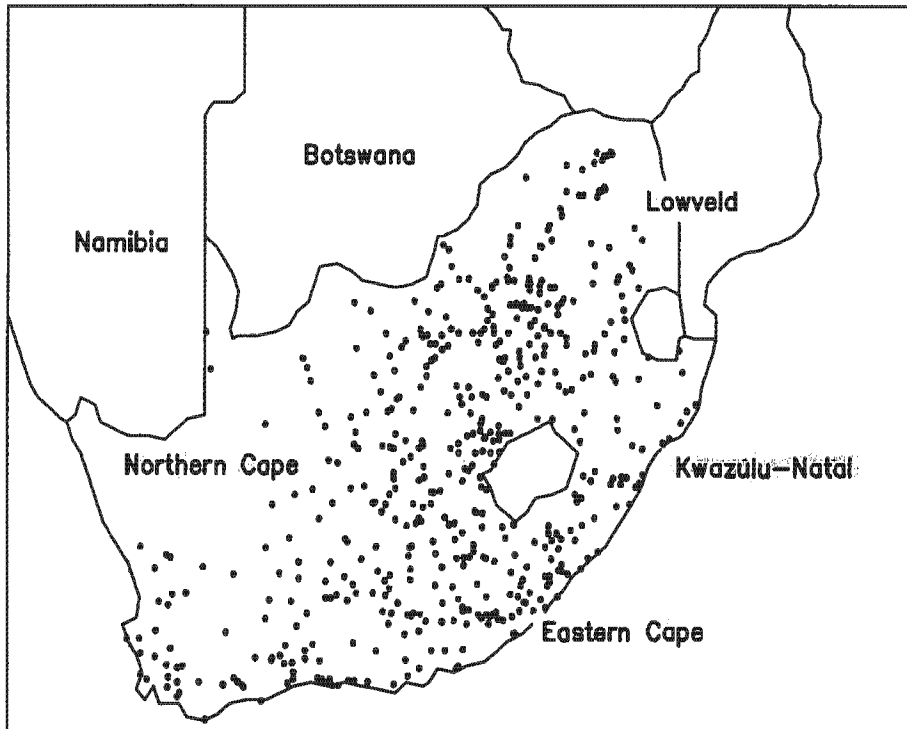 Botswana
Lowveld
Namibia
Northern Cape
Kwazulu-Natal
Eastern Cape